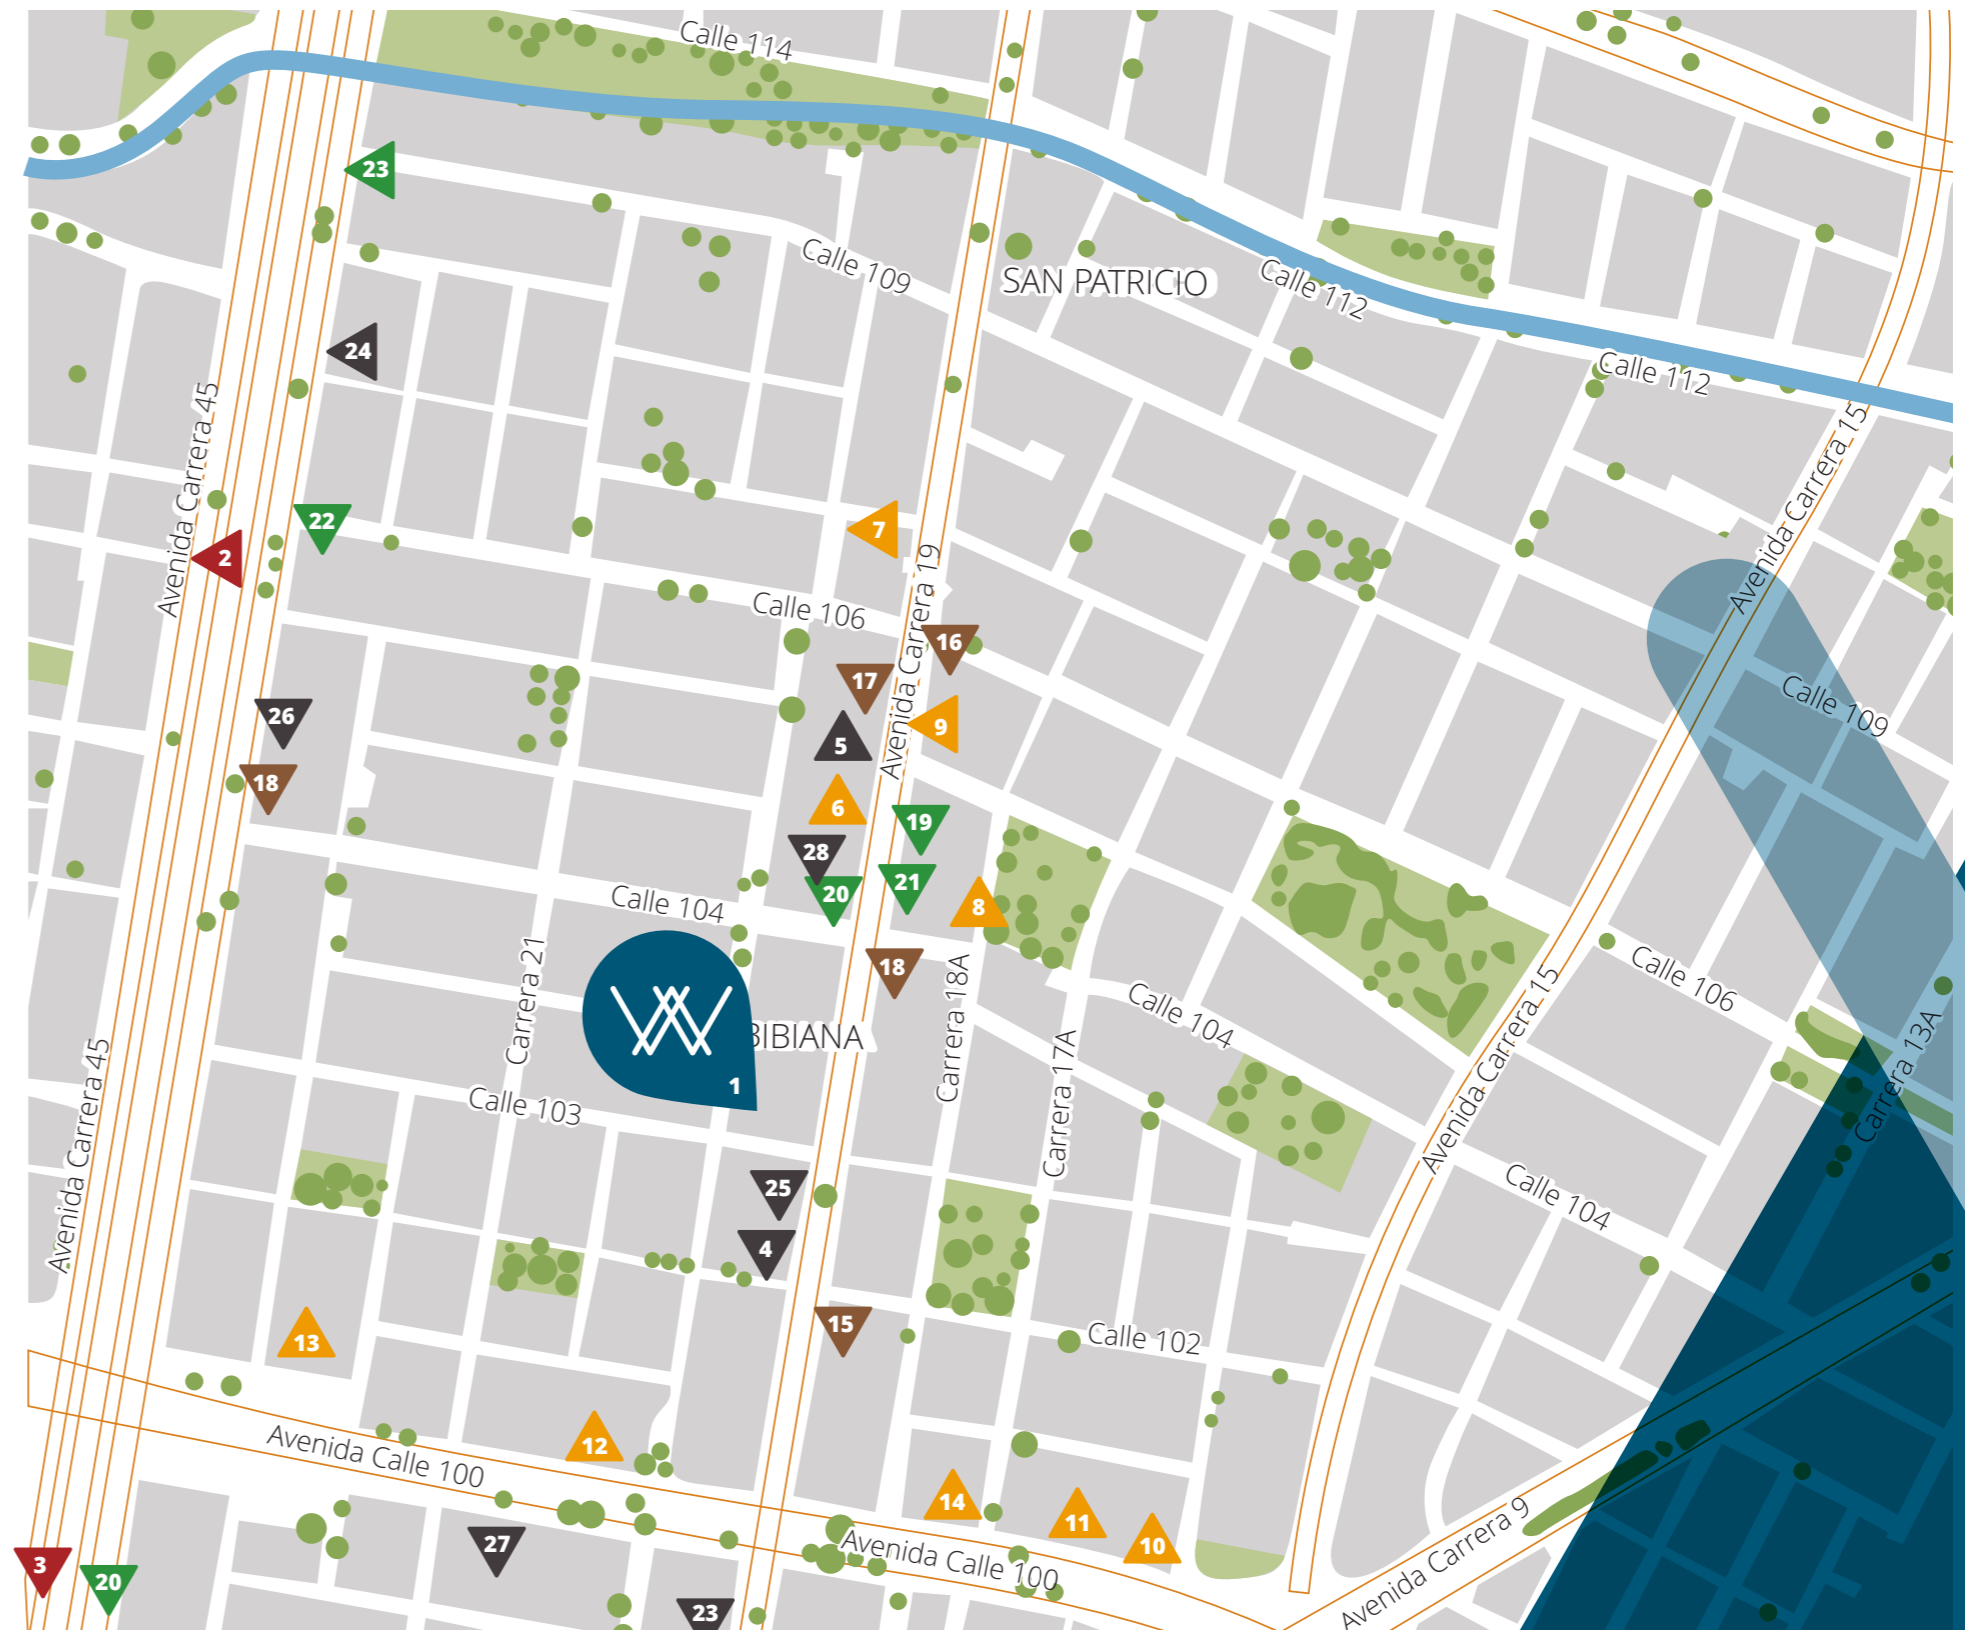 Calle 114
23
Calle 109
SAN PATRICIO
Calle 112
24
Calle 112
Avenida Carrera 45
Avenida Carrera 15
22
7
2
Avenida Carrera 19
Calle 106
16
17
Calle 109
26
5
9
18
6
19
28
21
20
8
Calle 104
18
Calle 106
Carrera 21
Carrera 18A
Calle 104
Avenida Carrera 15
Carrera 13A
BIBIANA
1
Carrera 17A
Avenida Carrera 45
Calle 103
25
Calle 104
4
13
15
Calle 102
12
Avenida Calle 100
14
11
10
Avenida Carrera 9
27
Avenida Calle 100
3
20
23